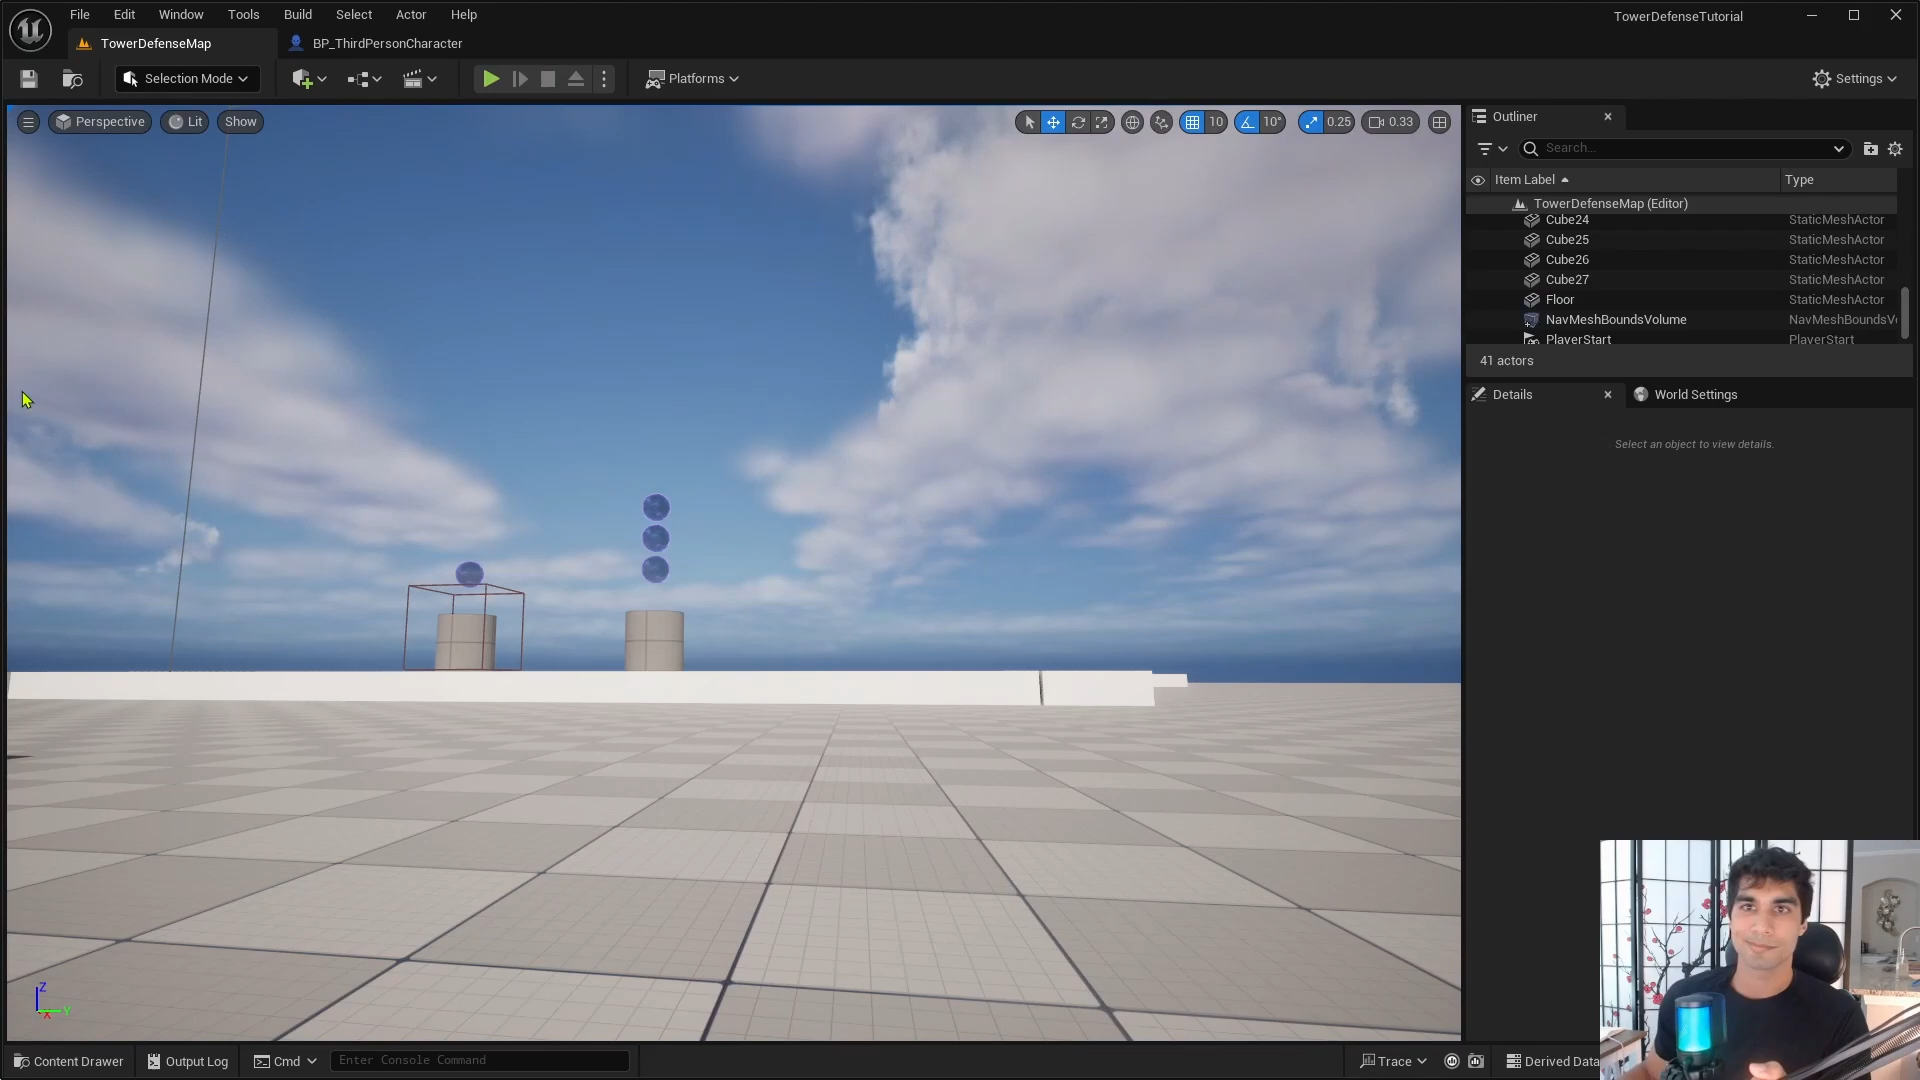 File Edit Window Tools Build Select Actor Help
TowerDefenseTutorial
TowerDefenseMap
BP_ThirdPersonCharacter
Selection Mode
Platforms
Settings
Perspective
Lit
Show
10
10°
0.25
0.33
Outliner
Search...
Item Label
Type
TowerDefenseMap (Editor)
Cube24 StaticMeshActor
Cube25 StaticMeshActor
Cube26 StaticMeshActor
Cube27 StaticMeshActor
Floor StaticMeshActor
NavMeshBoundsVolume NavMeshBoundsV
PlayerStart PlayerStart
41 actors
Details
World Settings
Select an object to view details.
Z
Y
X
Content Drawer
Output Log
Cmd
Enter Console Command
Trace
Derived Data